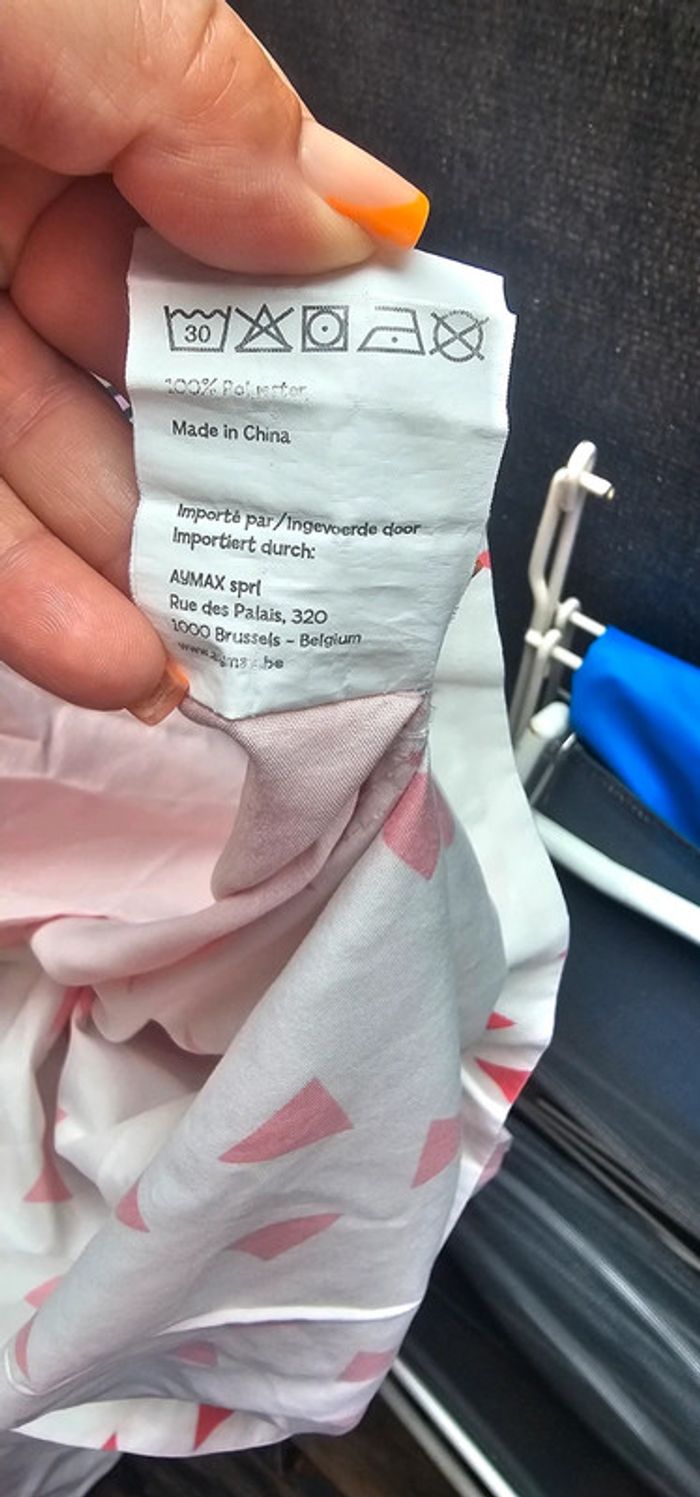 30
100% Polyester
Made in China
Importé par/Ingevoerde door
Importiert durch:
AYMAX sprl
Rue des Palais, 320
1000 Brussels - Belgium